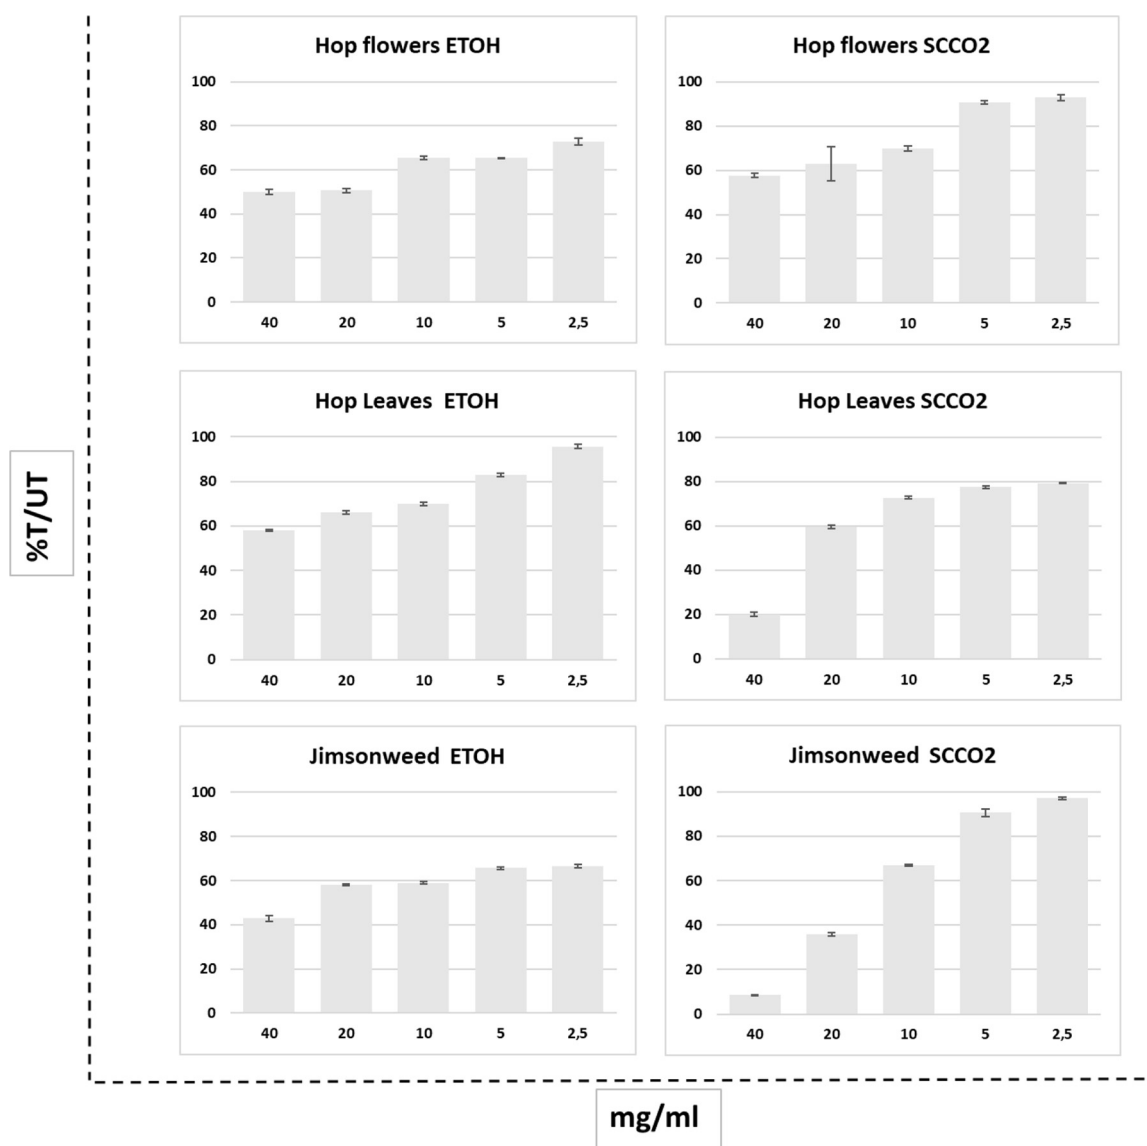 Hop flowers ETOH
100
80
60
40
20
0
40 20 10 5 2,5
Hop flowers SCCO2
100
80
60
40
20
0
40 20 10 5 2,5
%T/UT
Hop Leaves ETOH
100
80
60
40
20
0
40 20 10 5 2,5
Hop Leaves SCCO2
100
80
60
40
20
0
40 20 10 5 2,5
Jimsonweed ETOH
100
80
60
40
20
0
40 20 10 5 2,5
Jimsonweed SCCO2
100
80
60
40
20
0
40 20 10 5 2,5
mg/ml